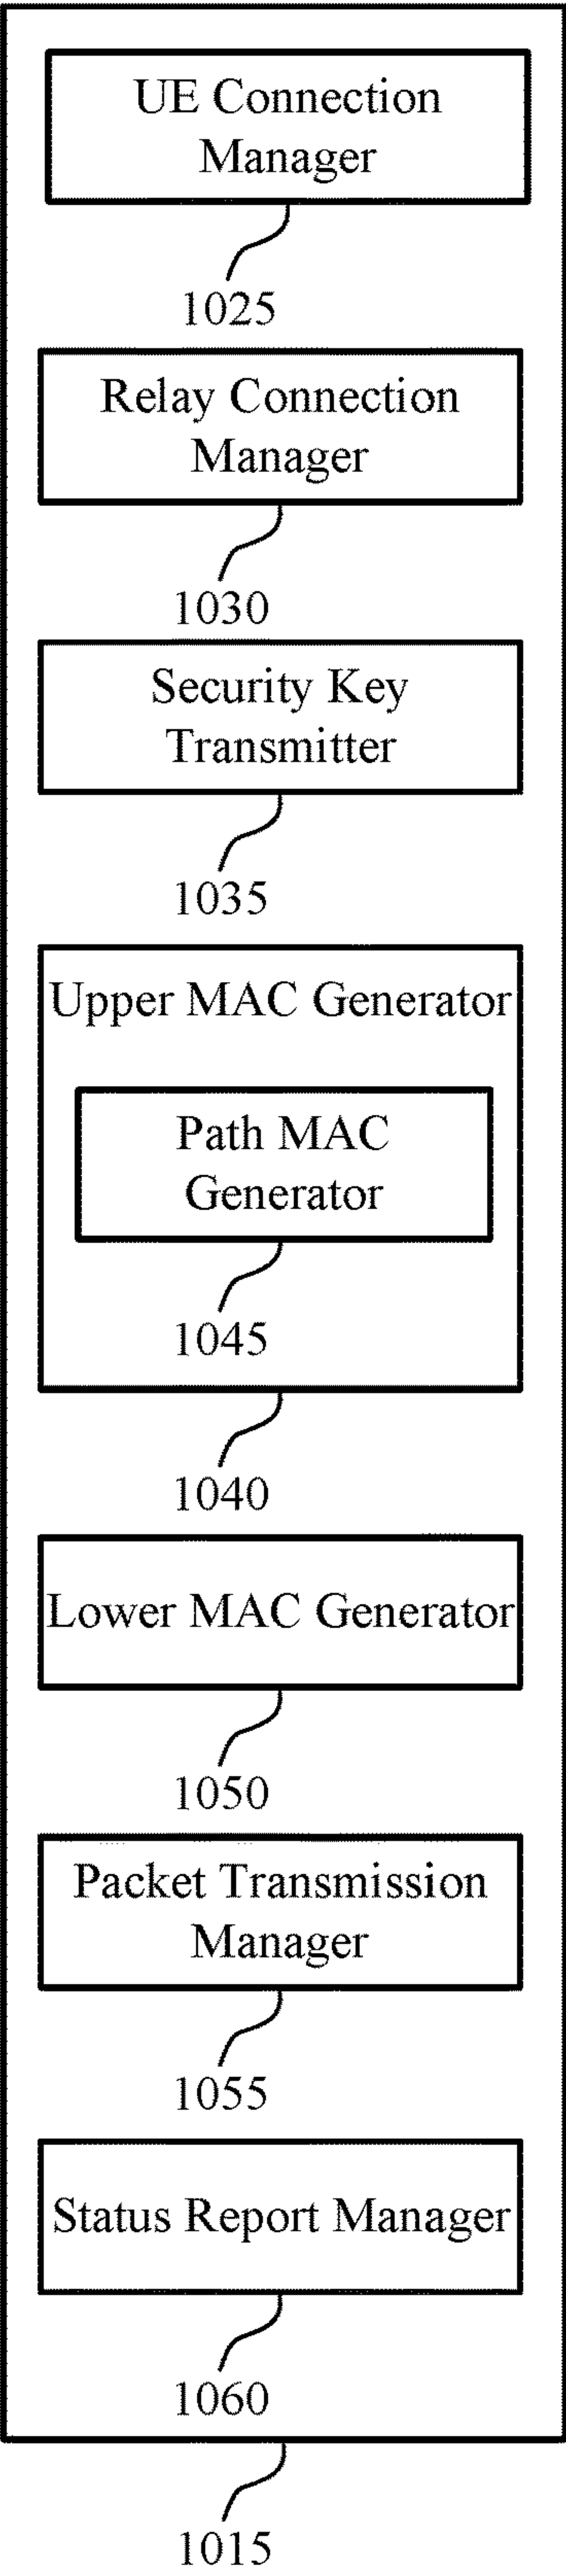 UE Connection
Manager
1025
Relay Connection
Manager
1030
Security Key
Transmitter
1035
Upper MAC Generator
Path MAC
Generator
1045
1040
Lower MAC Generator
1050
Packet Transmission
Manager
1055
Status Report Manager
1060
1015